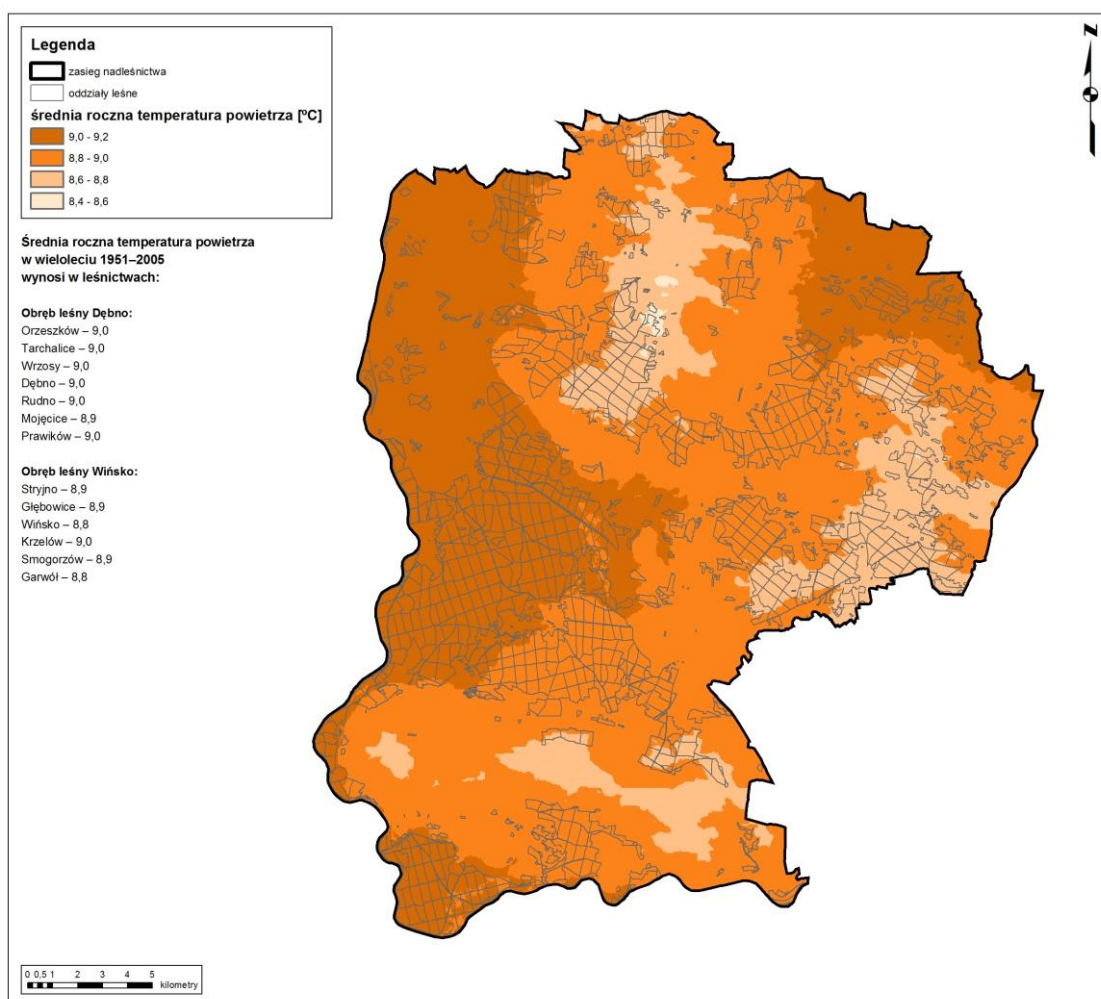 Legenda
zasięg nadleśnictwa
oddziały leśne
średnia roczna temperatura powietrza [ºC]
9,0 - 9,2
8,8 - 9,0
8,6 - 8,8
8,4 - 8,6
Średnia roczna temperatura powietrza
w wieloleciu 1951–2005
wynosi w leśnictwach:
Obręb leśny Dębno:
Orzeszków – 9,0
Tarchalice – 9,0
Wrzosy – 9,0
Dębno – 9,0
Rudno – 9,0
Mojęcice – 8,9
Prawików – 9,0
Obręb leśny Wińsko:
Stryjno – 8,9
Głębowice – 8,9
Wińsko – 8,8
Krzelów – 9,0
Smogorzów – 8,9
Garwół – 8,8
N
0 0,5 1 2 3 4 5
kilometry